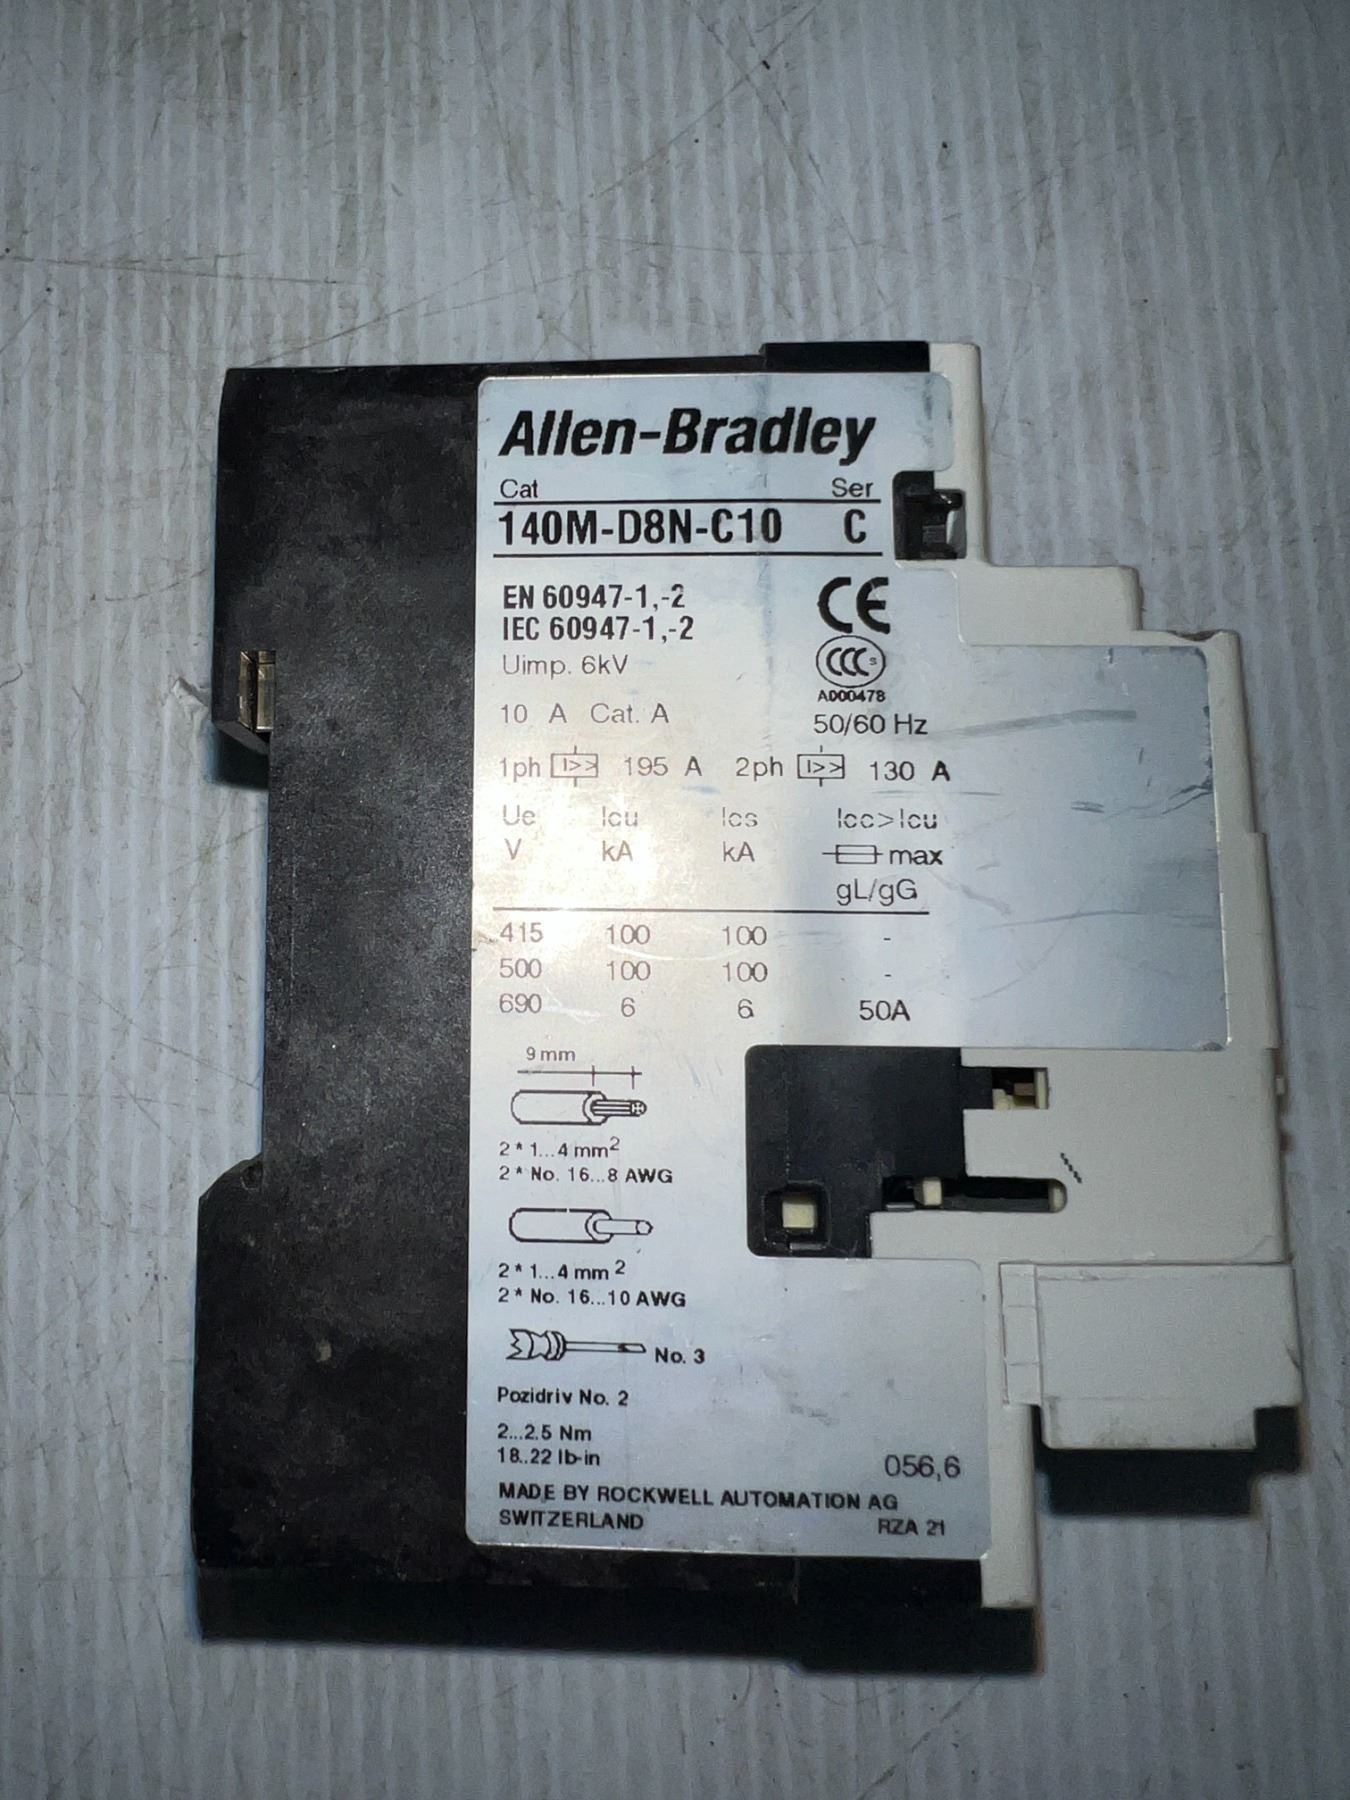 Allen-Bradley
Cat Ser
140M-D8N-C10 C
EN 60947-1,-2
IEC 60947-1,-2
Uimp. 6kV
CE
CCC S
A000478
10 A Cat. A 50/60 Hz
1ph I>> 195 A 2ph I>> 130 A
Ue Icu Ics Icc>Icu
V kA kA max
gL/gG
415 100 100 -
500 100 100 -
690 6 6 50A
9 mm
2 * 1...4 mm2
2 * No. 16...8 AWG
2 * 1...4 mm 2
2 * No. 16...10 AWG
No. 3
Pozidriv No. 2
2...2.5 Nm
18..22 lb-in 056,6
MADE BY ROCKWELL AUTOMATION AG
SWITZERLAND RZA 21